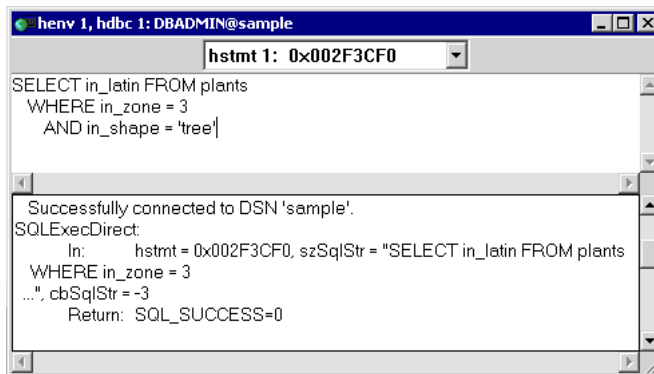 henv 1, hdbc 1: DBADMIN@sample
hstmt 1: 0x002F3CF0
SELECT in_latin FROM plants
WHERE in_zone = 3
AND in_shape = 'tree'
Successfully connected to DSN 'sample'.
SQLExecDirect:
In: hstmt = 0x002F3CF0, szSqlStr = "SELECT in_latin FROM plants
WHERE in_zone = 3
...", cbSqlStr = -3
Return: SQL_SUCCESS=0